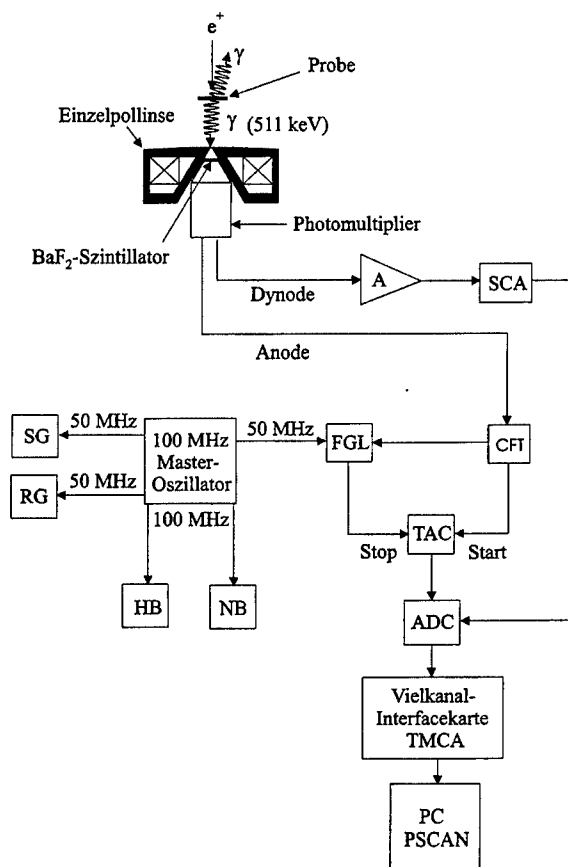 e+
γ
Probe
γ (511 keV)
Einzelpollinse
Photomultiplier
BaF2-Szintillator
Dynode
A
SCA
Anode
SG
50 MHz
100 MHz
Master-
Oszillator
50 MHz
FGL
CFT
RG
50 MHz
100 MHz
Stop
TAC
Start
HB
NB
ADC
Vielkanal-
Interfacekarte
TMCA
PC
PSCAN